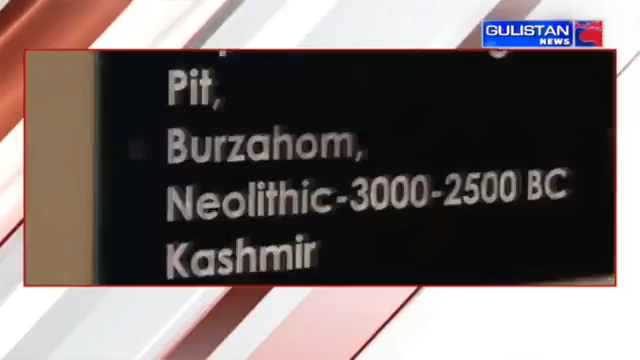 GULISTAN
NEWS
Pit,
Burzahom,
Neolithic-3000-2500 BC
Kashmir